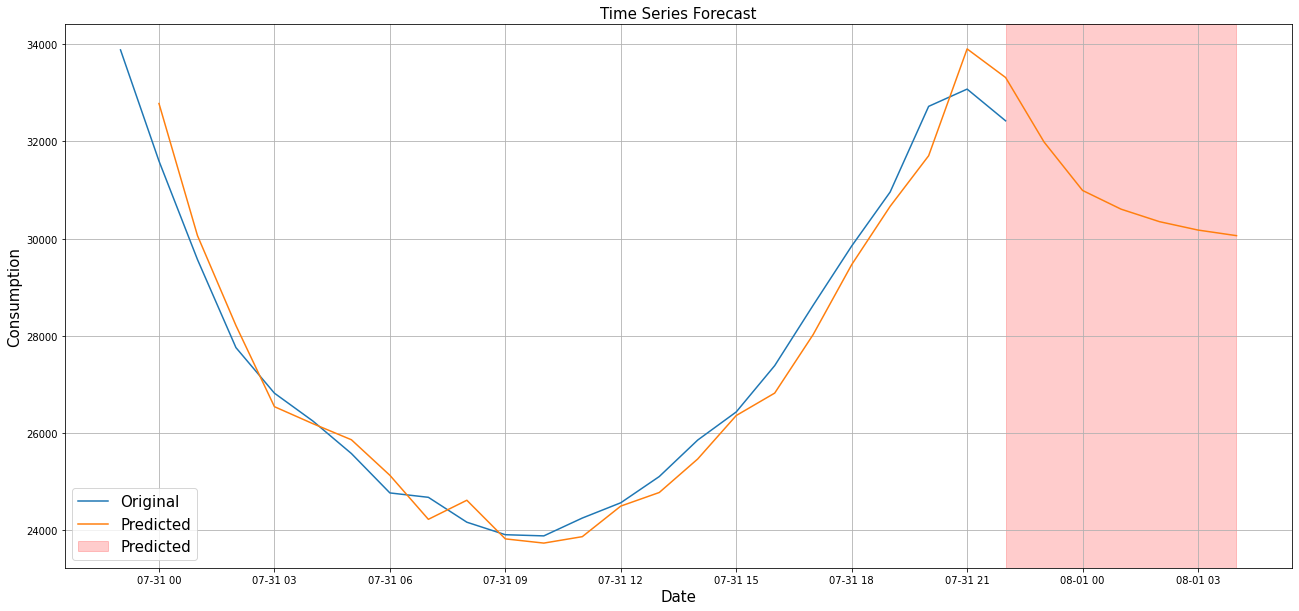 Time Series Forecast
Consumption
34000
32000
30000
28000
26000
24000
Original
Predicted
Predicted
07-31 00
07-31 03
07-31 06
07-31 09
07-31 12
07-31 15
07-31 18
07-31 21
08-01 00
08-01 03
Date